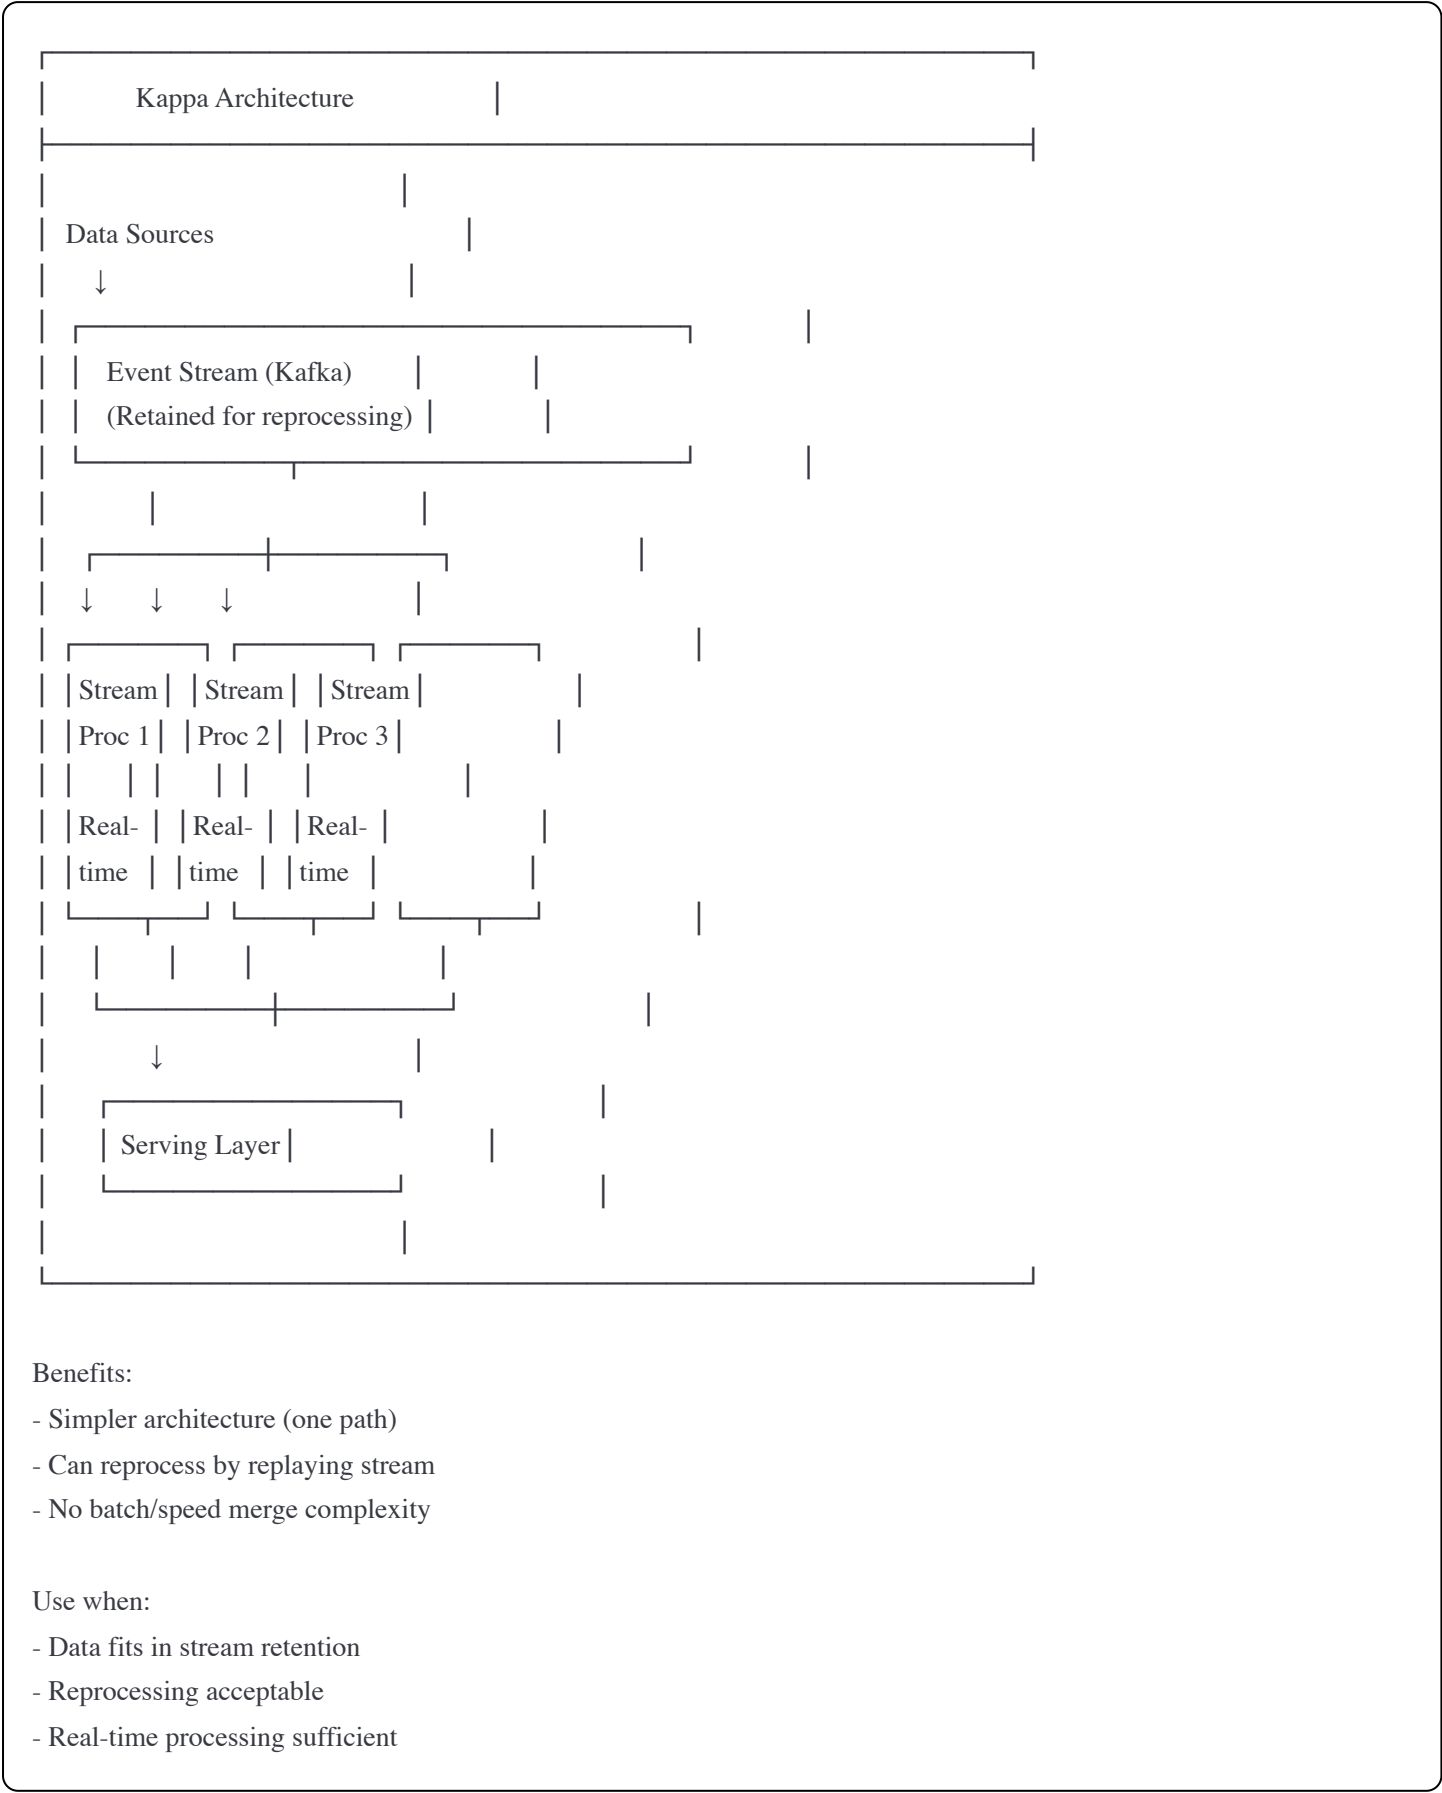 Kappa Architecture
Data Sources
↓
Event Stream (Kafka)
(Retained for reprocessing)
↓ ↓ ↓
Stream Stream Stream
Proc 1 Proc 2 Proc 3
Real- Real- Real-
time time time
↓
Serving Layer
Benefits:
- Simpler architecture (one path)
- Can reprocess by replaying stream
- No batch/speed merge complexity
Use when:
- Data fits in stream retention
- Reprocessing acceptable
- Real-time processing sufficient